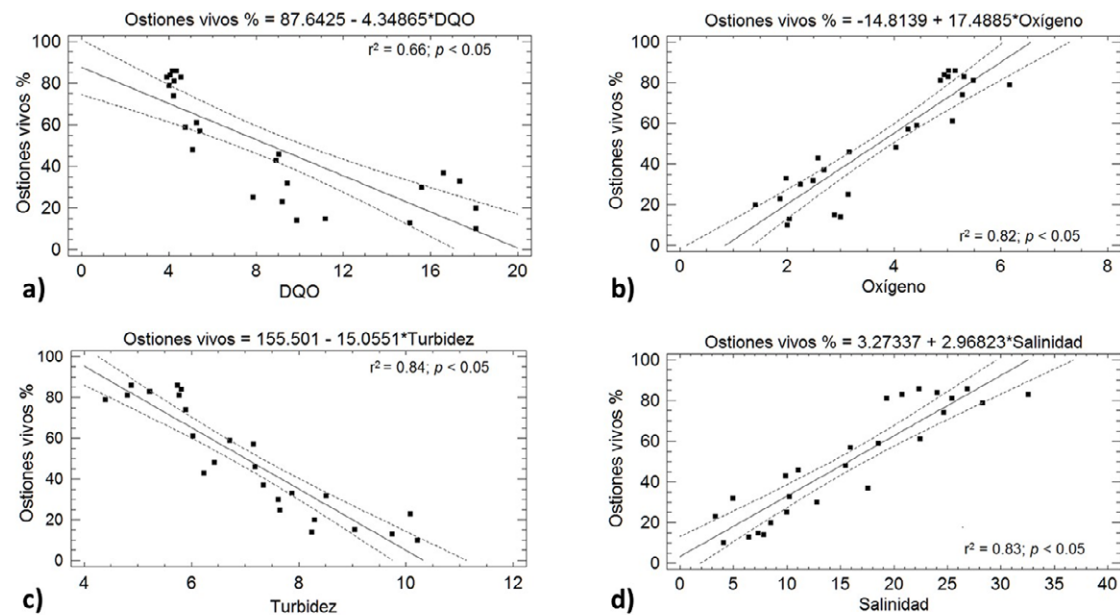 a)
Ostiones vivos % = 87.6425 - 4.34865*DQO
r² = 0.66; p < 0.05
Ostiones vivos %
100
80
60
40
20
0
0 4 8 12 16 20
DQO
b)
Ostiones vivos % = -14.8139 + 17.4885*Oxígeno
Ostiones vivos %
100
80
60
40
20
0
r² = 0.82; p < 0.05
0 2 4 6 8
Oxígeno
c)
Ostiones vivos = 155.501 - 15.0551*Turbidez
r² = 0.84; p < 0.05
Ostiones vivos %
100
80
60
40
20
0
4 6 8 10 12
Turbidez
d)
Ostiones vivos % = 3.27337 + 2.96823*Salinidad
Ostiones vivos %
100
80
60
40
20
0
r² = 0.83; p < 0.05
0 5 10 15 20 25 30 35 40
Salinidad